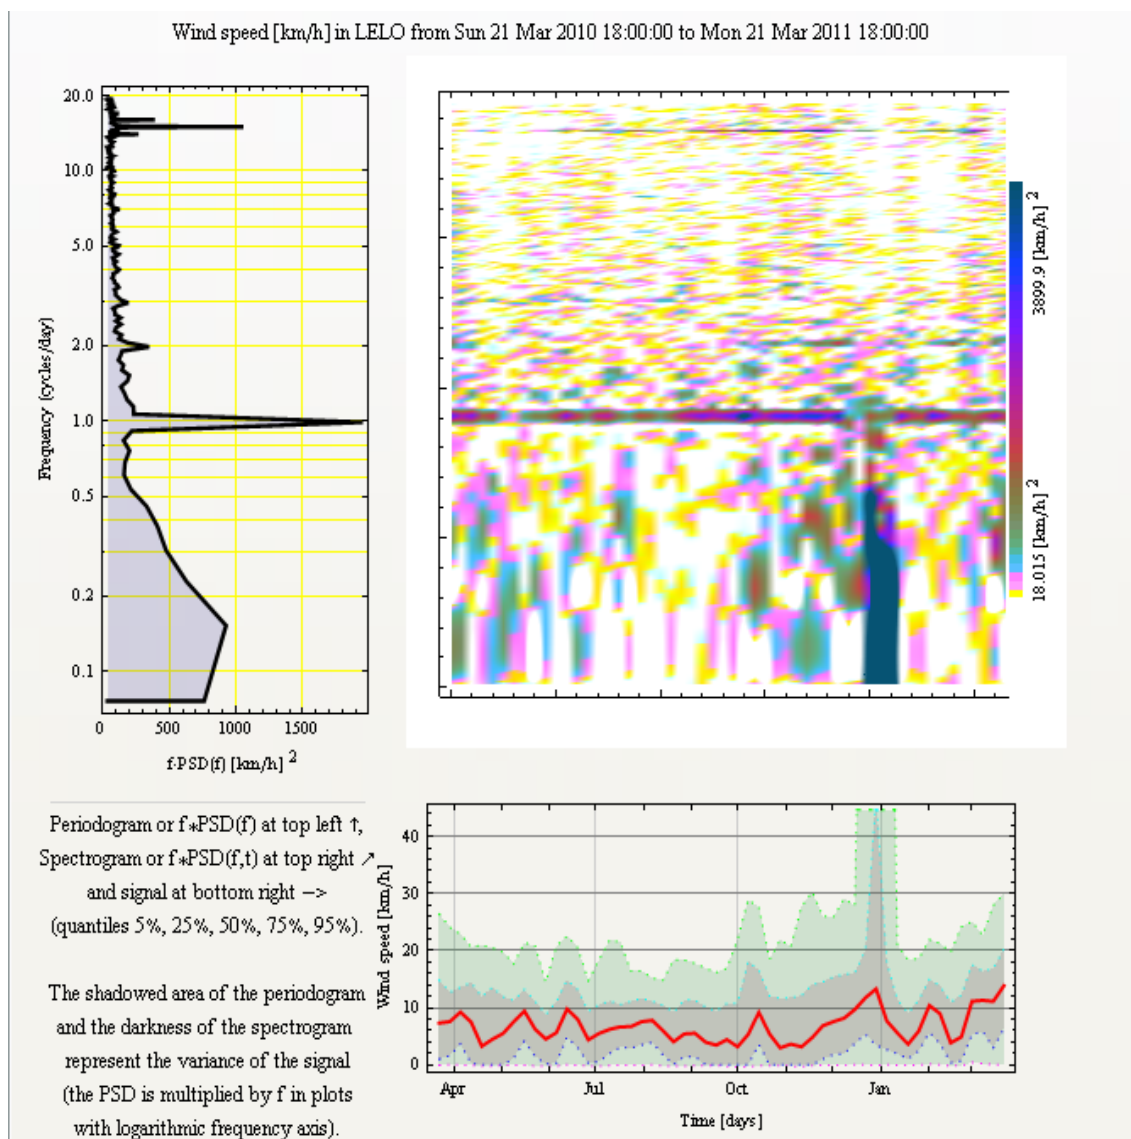 Wind speed [km/h] in LELO from Sun 21 Mar 2010 18:00:00 to Mon 21 Mar 2011 18:00:00
20.0
10.0
5.0
2.0
1.0
0.5
0.2
0.1
Frequency (cycles/day)
0 500 1000 1500
f·PSD(f) [km/h] 2
3899.9 [km/h] 2
18.015 [km/h] 2
Periodogram or f*PSD(f) at top left ↑,
Spectrogram or f*PSD(f,t) at top right ↗
and signal at bottom right −>
(quantiles 5%, 25%, 50%, 75%, 95%).
The shadowed area of the periodogram
and the darkness of the spectrogram
represent the variance of the signal
(the PSD is multiplied by f in plots
with logarithmic frequency axis).
Wind speed [km/h]
40
30
20
10
0
Apr Jul Oct Jan
Time [days]